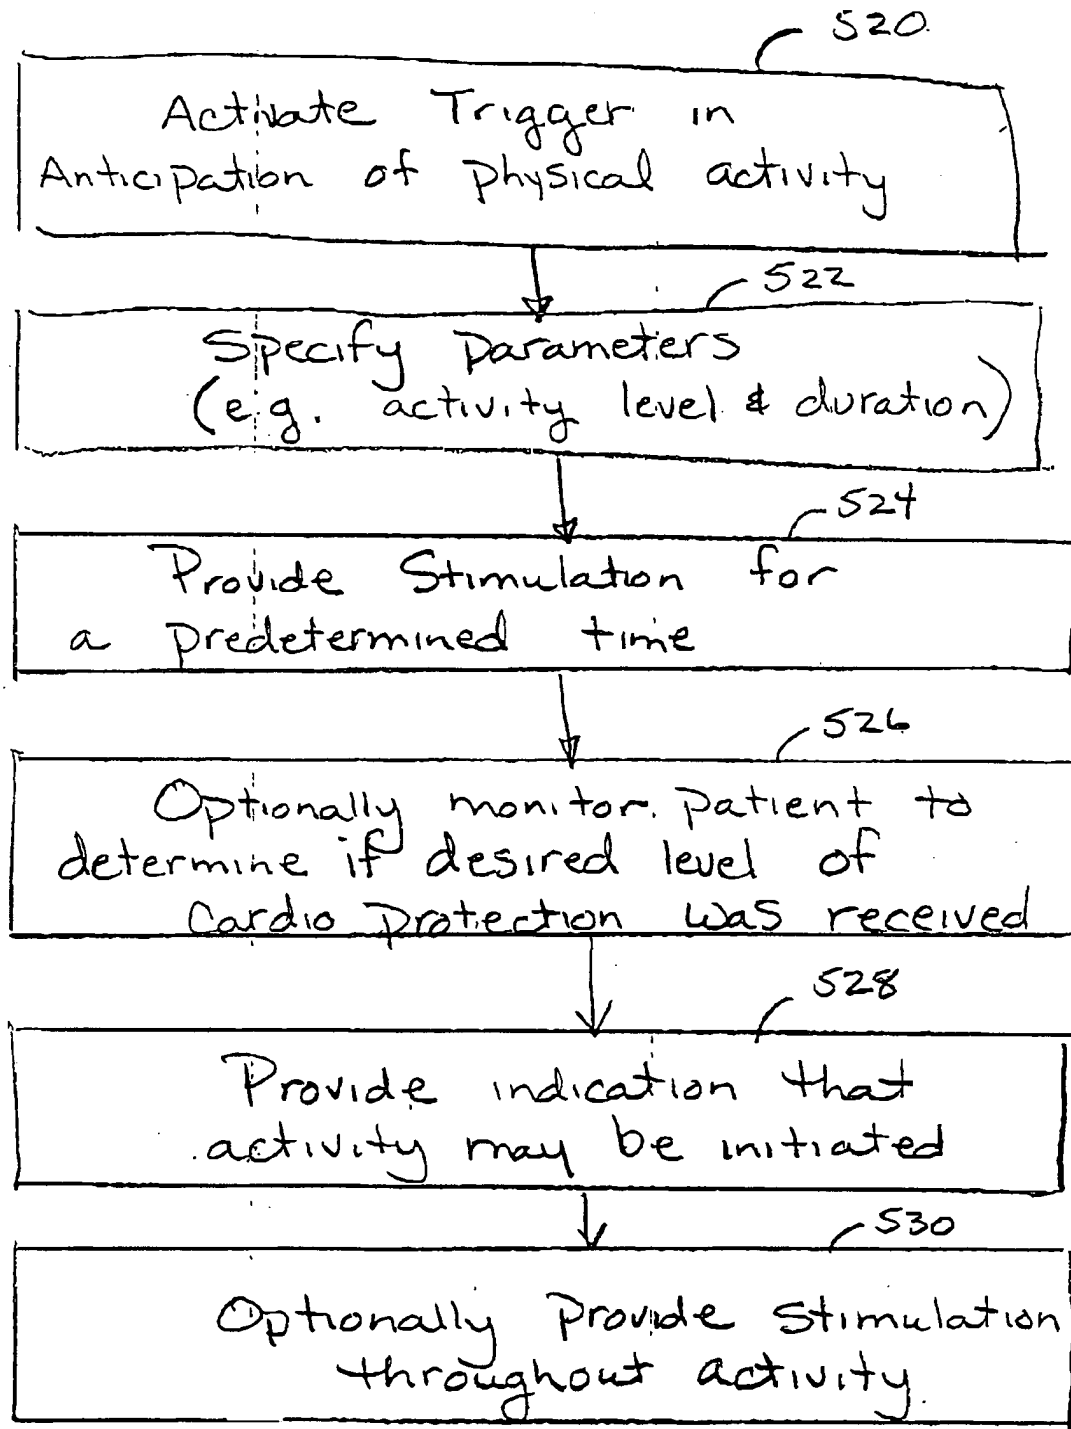 520
Activate Trigger in
Anticipation of physical activity
522
Specify parameters
(e.g. activity level & duration)
524
Provide Stimulation for
a predetermined time
526
Optionally monitor patient to
determine if desired level of
Cardio protection was received
528
Provide indication that
activity may be initiated
530
Optionally Provide stimulation
throughout activity.